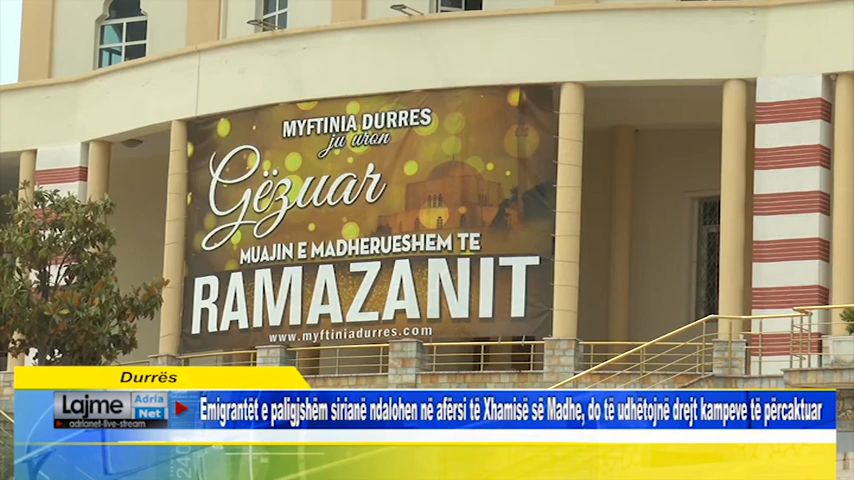 MYFTINIA DURRES
ju uron
Gëzuar
MUAJIN E MADHERUESHEM TE
RAMAZANIT
www.myftiniadurres.com
Durrës
Lajme Adria Net
adrianet-live-stream
Emigrantët e paligjshëm sirianë ndalohen në afërsi të Xhamisë së Madhe, do të udhëtojnë drejt kampeve të përcaktuar